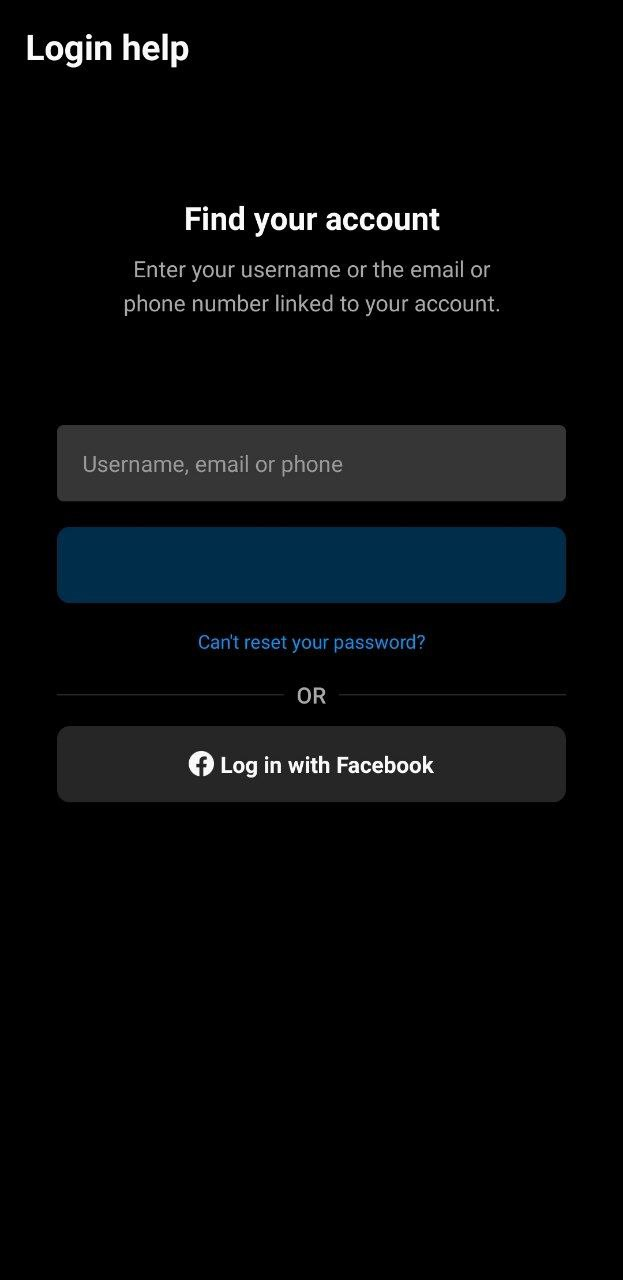 Login help
Find your account
Enter your username or the email or
phone number linked to your account.
Username, email or phone
Can't reset your password?
OR
Log in with Facebook